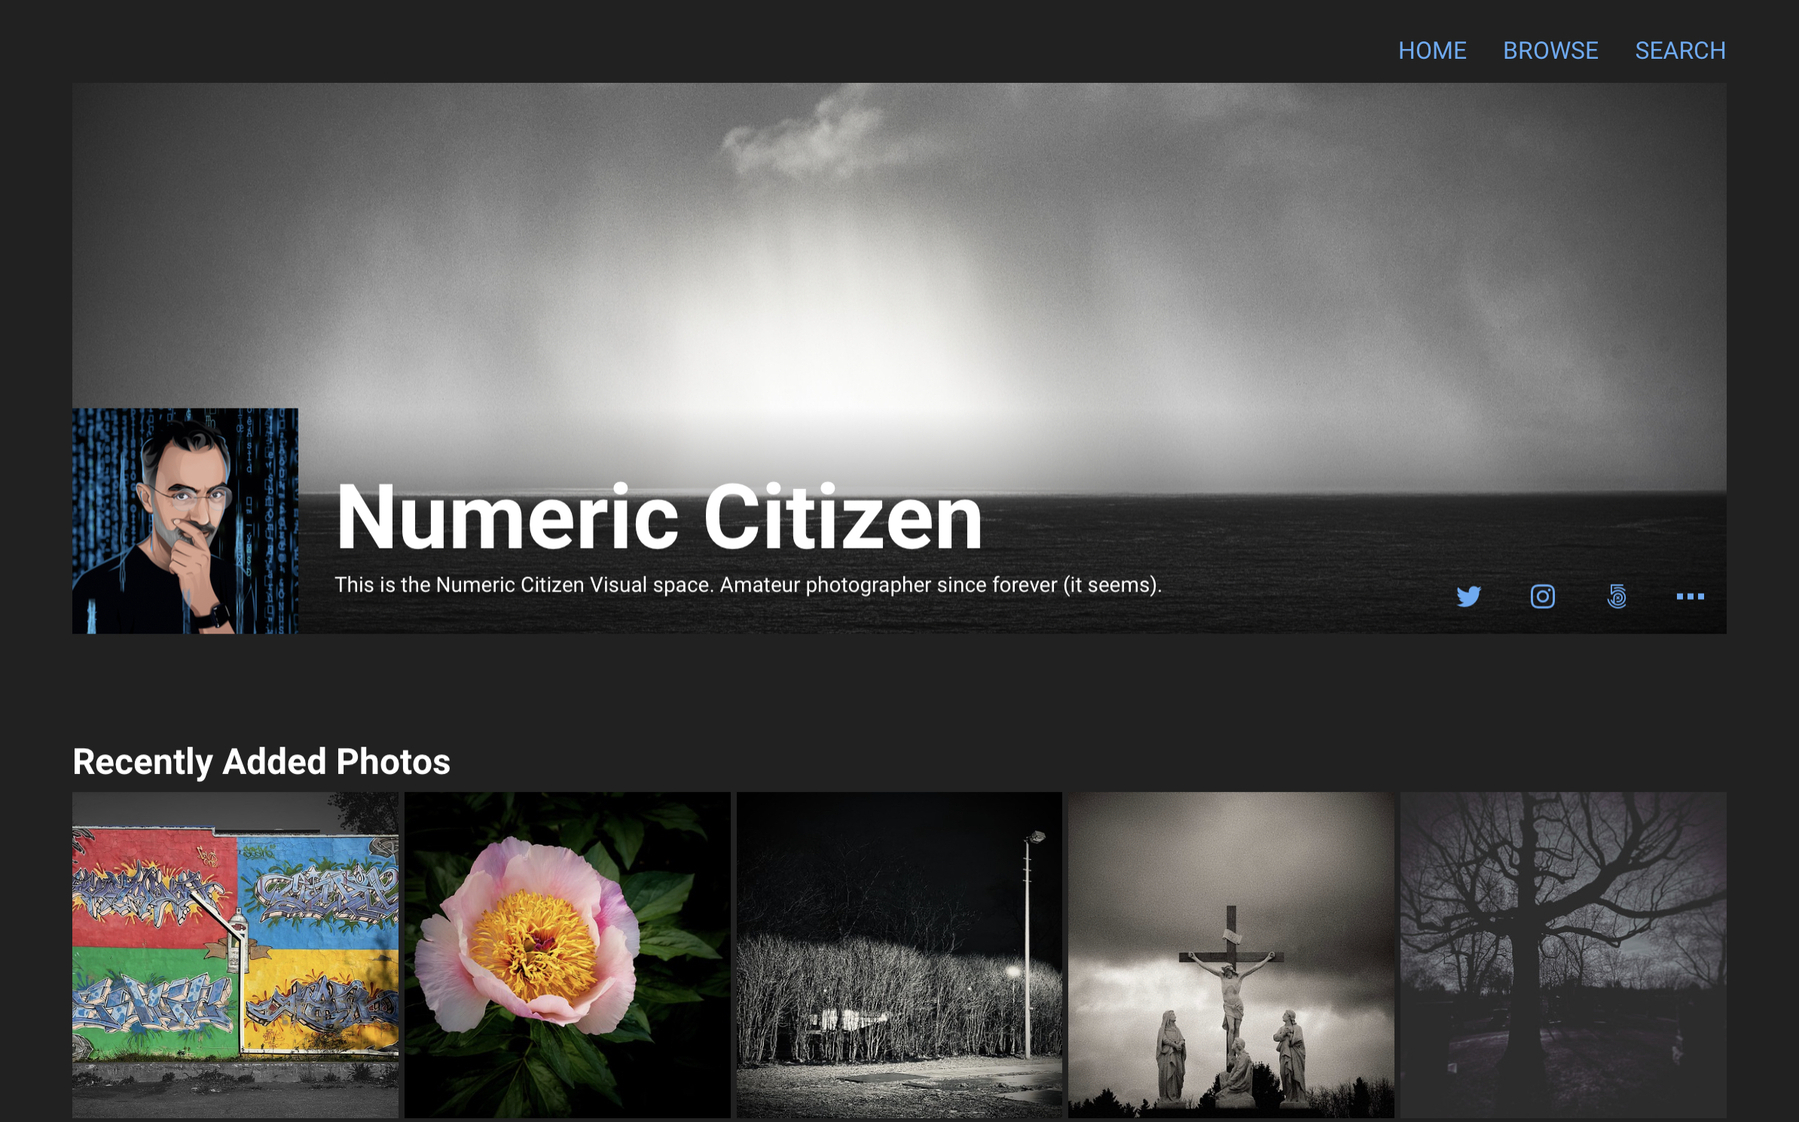 HOME BROWSE SEARCH
Numeric Citizen
This is the Numeric Citizen Visual space. Amateur photographer since forever (it seems).
Recently Added Photos